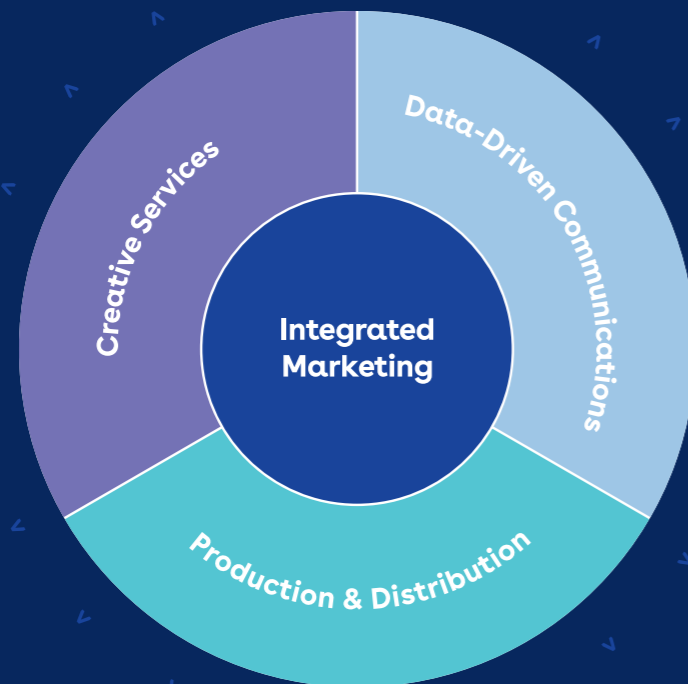 Creative Services
Data-Driven Communications
Integrated
Marketing
Production & Distribution